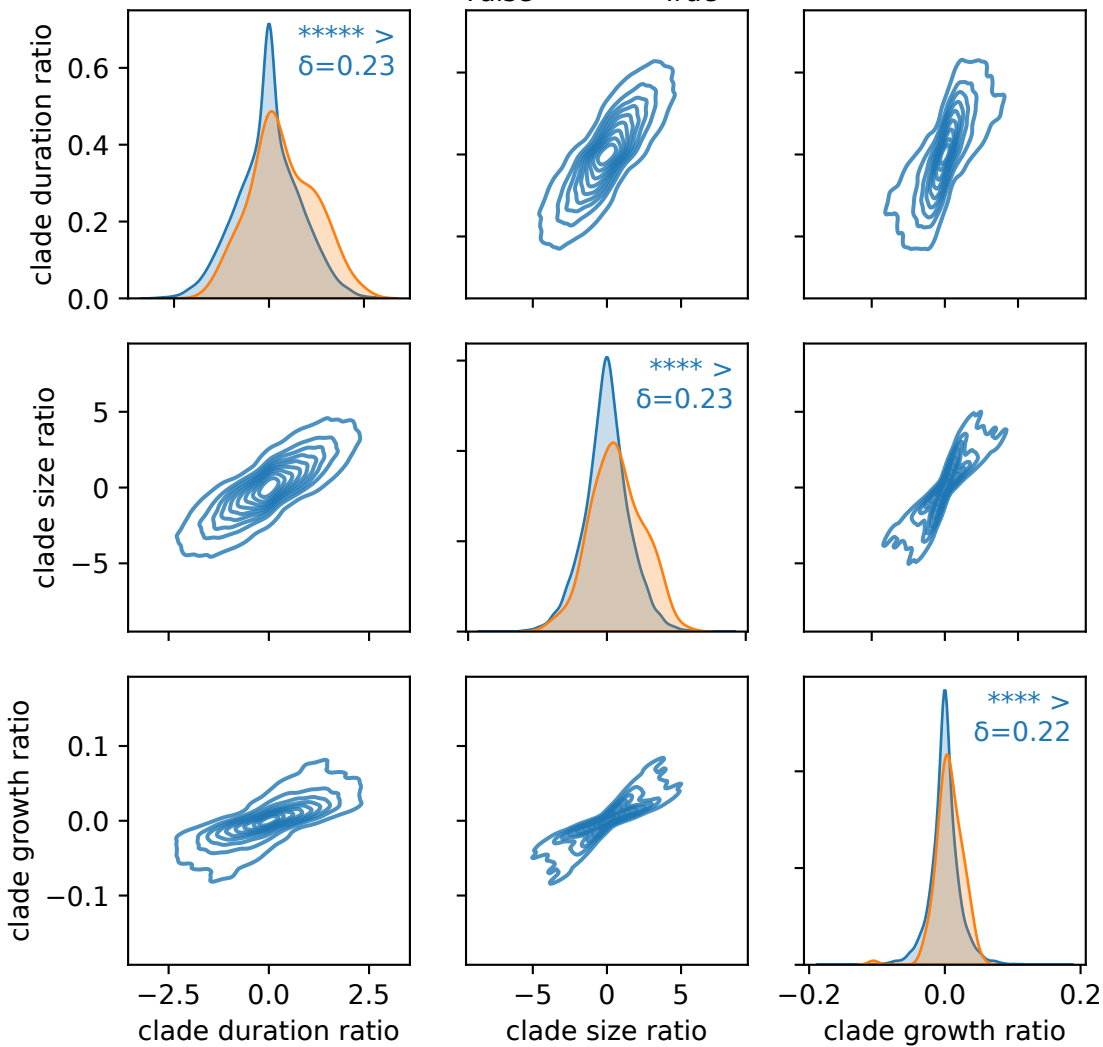 clade duration ratio
0.6
0.4
0.2
0.0
***** >
δ=0.23
clade size ratio
5
0
−5
**** >
δ=0.23
clade growth ratio
0.1
0.0
−0.1
**** >
δ=0.22
−2.5 0.0 2.5
−5 0 5
−0.2 0.0 0.2
clade duration ratio
clade size ratio
clade growth ratio